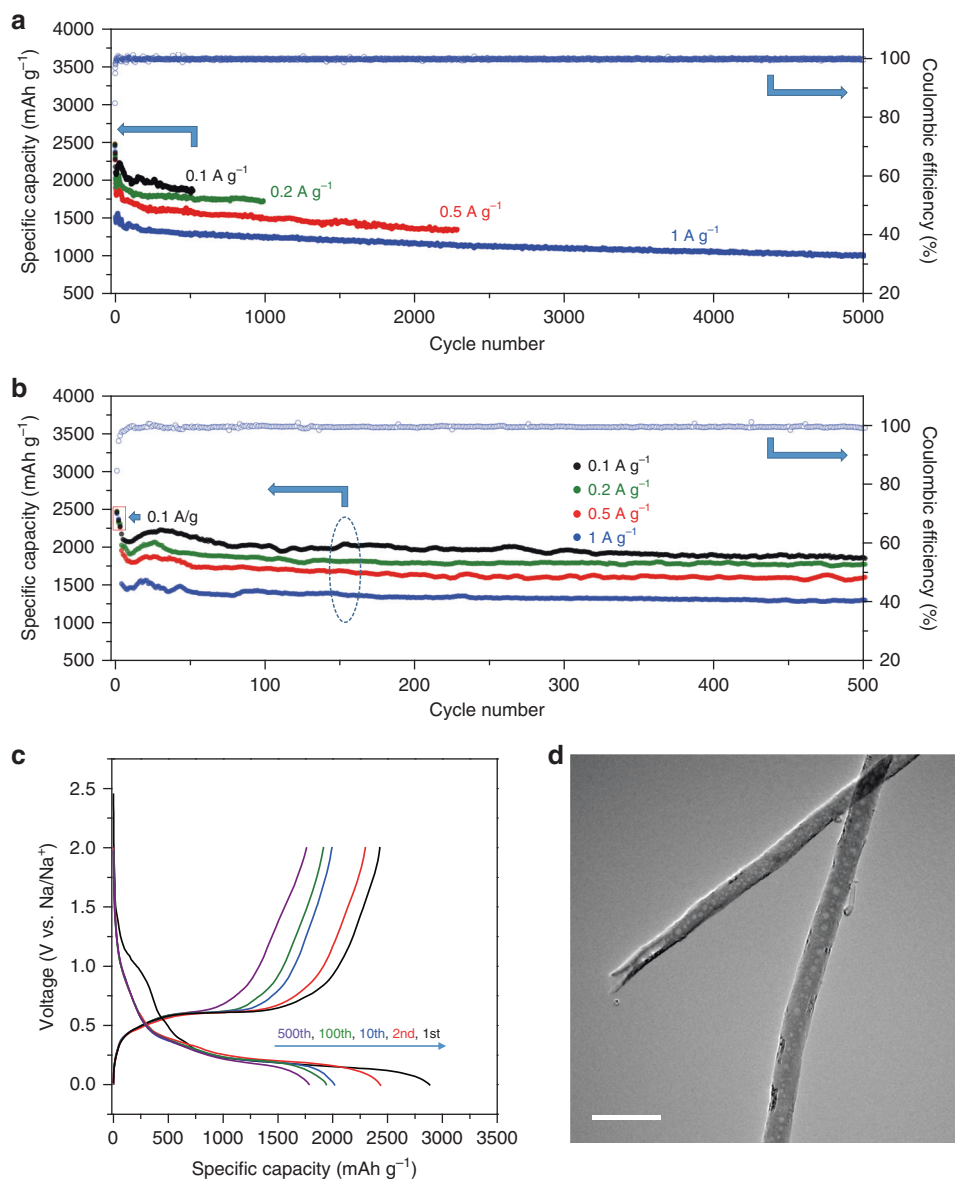 a
4000
3500
3000
2500
2000
1500
1000
500
Specific capacity (mAh g⁻¹)
0.1 A g⁻¹
0.2 A g⁻¹
0.5 A g⁻¹
1 A g⁻¹
100
80
60
40
20
Coulombic efficiency (%)
0 1000 2000 3000 4000 5000
Cycle number
b
4000
3500
3000
2500
2000
1500
1000
500
Specific capacity (mAh g⁻¹)
0.1 A/g
0.1 A g⁻¹
0.2 A g⁻¹
0.5 A g⁻¹
1 A g⁻¹
100
80
60
40
20
Coulombic efficiency (%)
0 100 200 300 400 500
Cycle number
c
2.5
2.0
1.5
1.0
0.5
0.0
Voltage (V vs. Na/Na⁺)
500th, 100th, 10th, 2nd, 1st
0 500 1000 1500 2000 2500 3000 3500
Specific capacity (mAh g⁻¹)
d